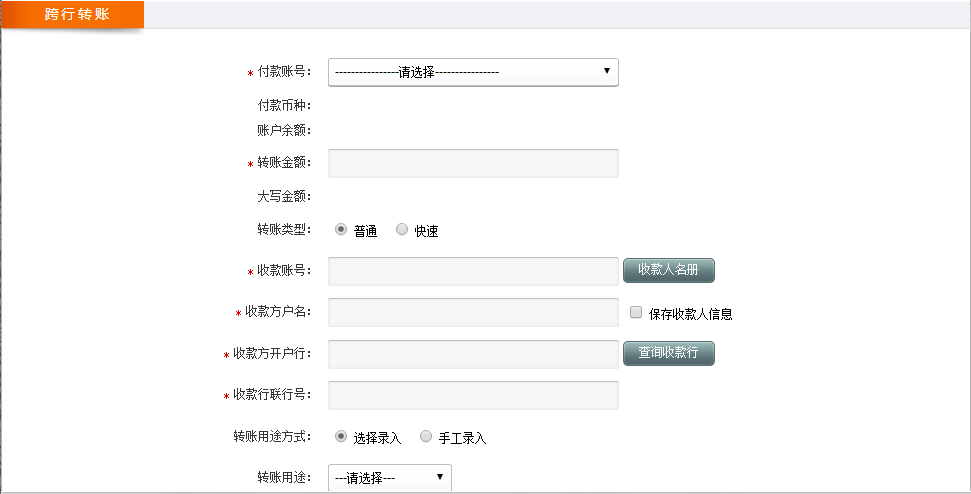 跨行转账
* 付款账号: ----------------请选择----------------
付款币种:
账户余额:
* 转账金额:
大写金额:
转账类型: 普通 快速
* 收款账号: 收款人名册
* 收款方户名: 保存收款人信息
* 收款方开户行: 查询收款行
* 收款行联行号:
转账用途方式: 选择录入 手工录入
转账用途: ---请选择---